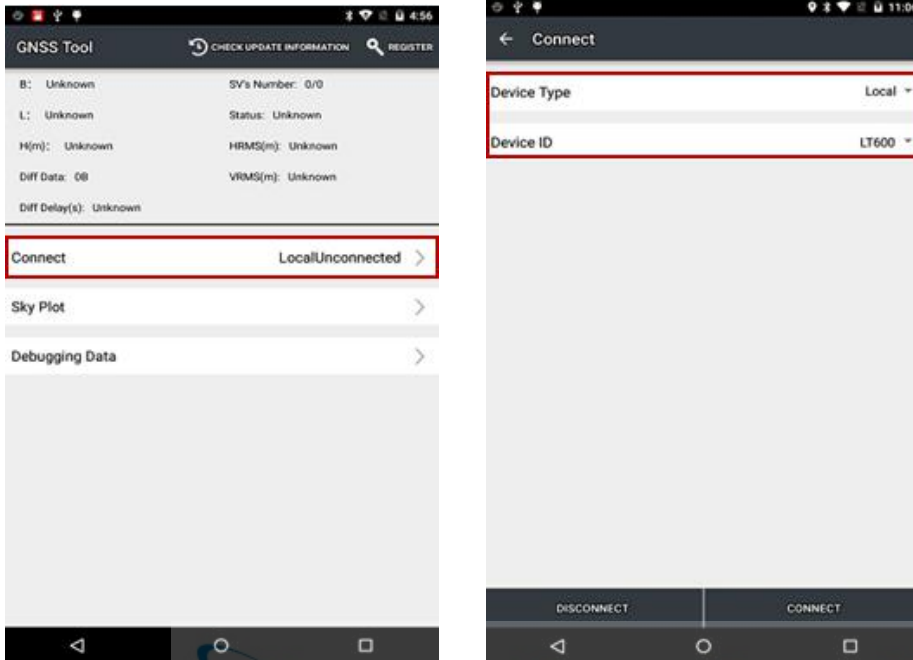 4:56
GNSS Tool CHECK UPDATE INFORMATION REGISTER
B: Unknown SV's Number: 0/0
L: Unknown Status: Unknown
H(m): Unknown HRMS(m): Unknown
Diff Data: 0B VRMS(m): Unknown
Diff Delay(s): Unknown
Connect LocalUnconnected
Sky Plot
Debugging Data
Connect
Device Type Local
Device ID LT600
DISCONNECT CONNECT